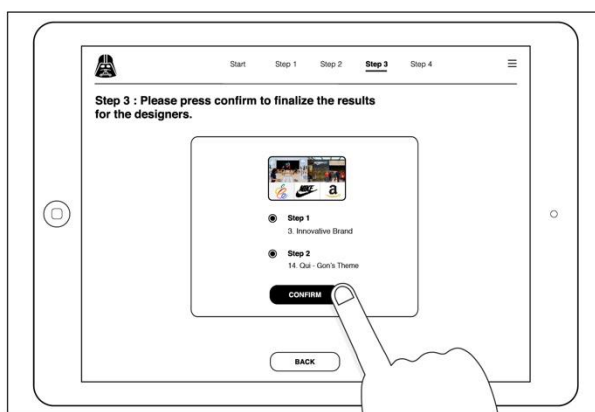 Start Step 1 Step 2 Step 3 Step 4
Step 3 : Please press confirm to finalize the results
for the designers.
a
Step 1
3. Innovative Brand
Step 2
14. Qui - Gon's Theme
CONFIRM
BACK